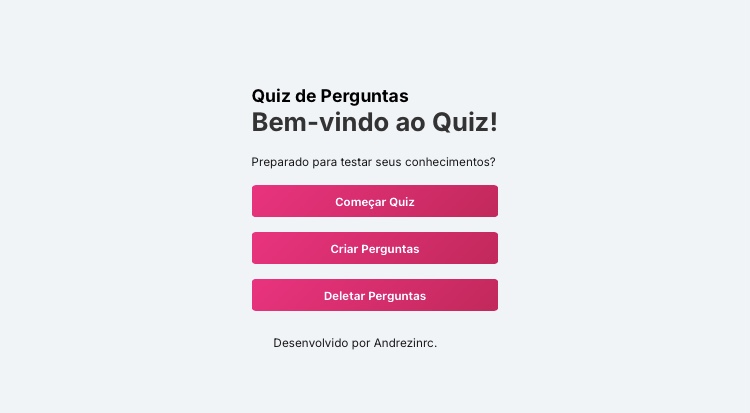 Quiz de Perguntas
Bem-vindo ao Quiz!
Preparado para testar seus conhecimentos?
Começar Quiz
Criar Perguntas
Deletar Perguntas
Desenvolvido por Andrezinrc.